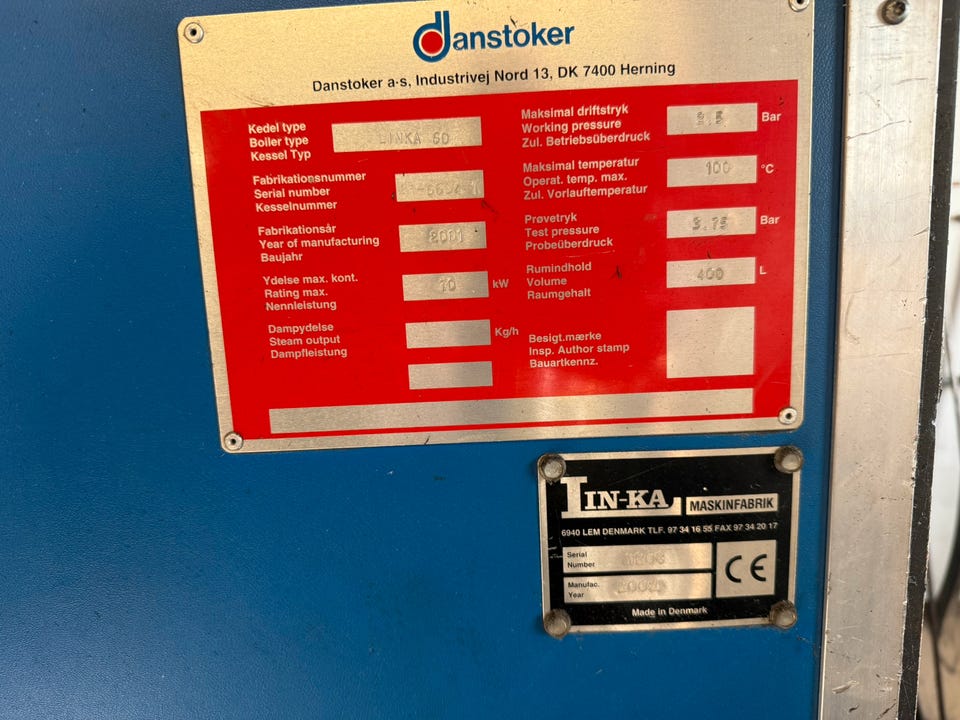 danstoker
Danstoker a·s, Industrivej Nord 13, DK 7400 Herning
Kedel type
Boiler type
Kessel Typ
LINKA 60
Fabrikationsnummer
Serial number
Kesselnummer
Fabrikationsår
Year of manufacturing
Baujahr
2001
Ydelse max. kont.
Rating max.
Nennleistung
70 kW
Dampydelse
Steam output
Dampfleistung
Kg/h
Maksimal driftstryk
Working pressure
Zul. Betriebsüberdruck
Bar
Maksimal temperatur
Operat. temp. max.
Zul. Vorlauftemperatur
100 °C
Prøvetryk
Test pressure
Probeüberdruck
Bar
Rumindhold
Volume
Raumgehalt
400 L
Besigt.mærke
Insp. Author stamp
Bauartkennz.
LIN-KA MASKINFABRIK
6940 LEM DENMARK TLF. 97 34 16 55 FAX 97 34 20 17
Serial
Number
Manufac.
Year
CE
Made in Denmark